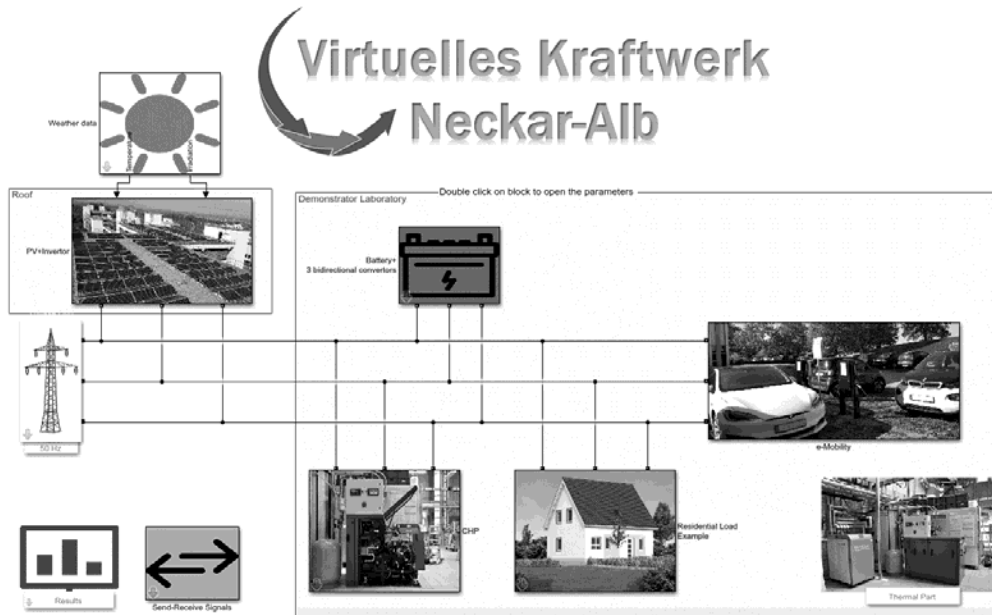 Virtuelles Kraftwerk
Neckar-Alb
Weather data
Temperature
Irradiation
Roof
PV+Invertor
Double click on block to open the parameters
Demonstrator Laboratory
Battery+
3 bidirectional convertors
50 Hz
e-Mobility
CHP
Residential Load
Example
Thermal Part
Results
Send-Receive Signals